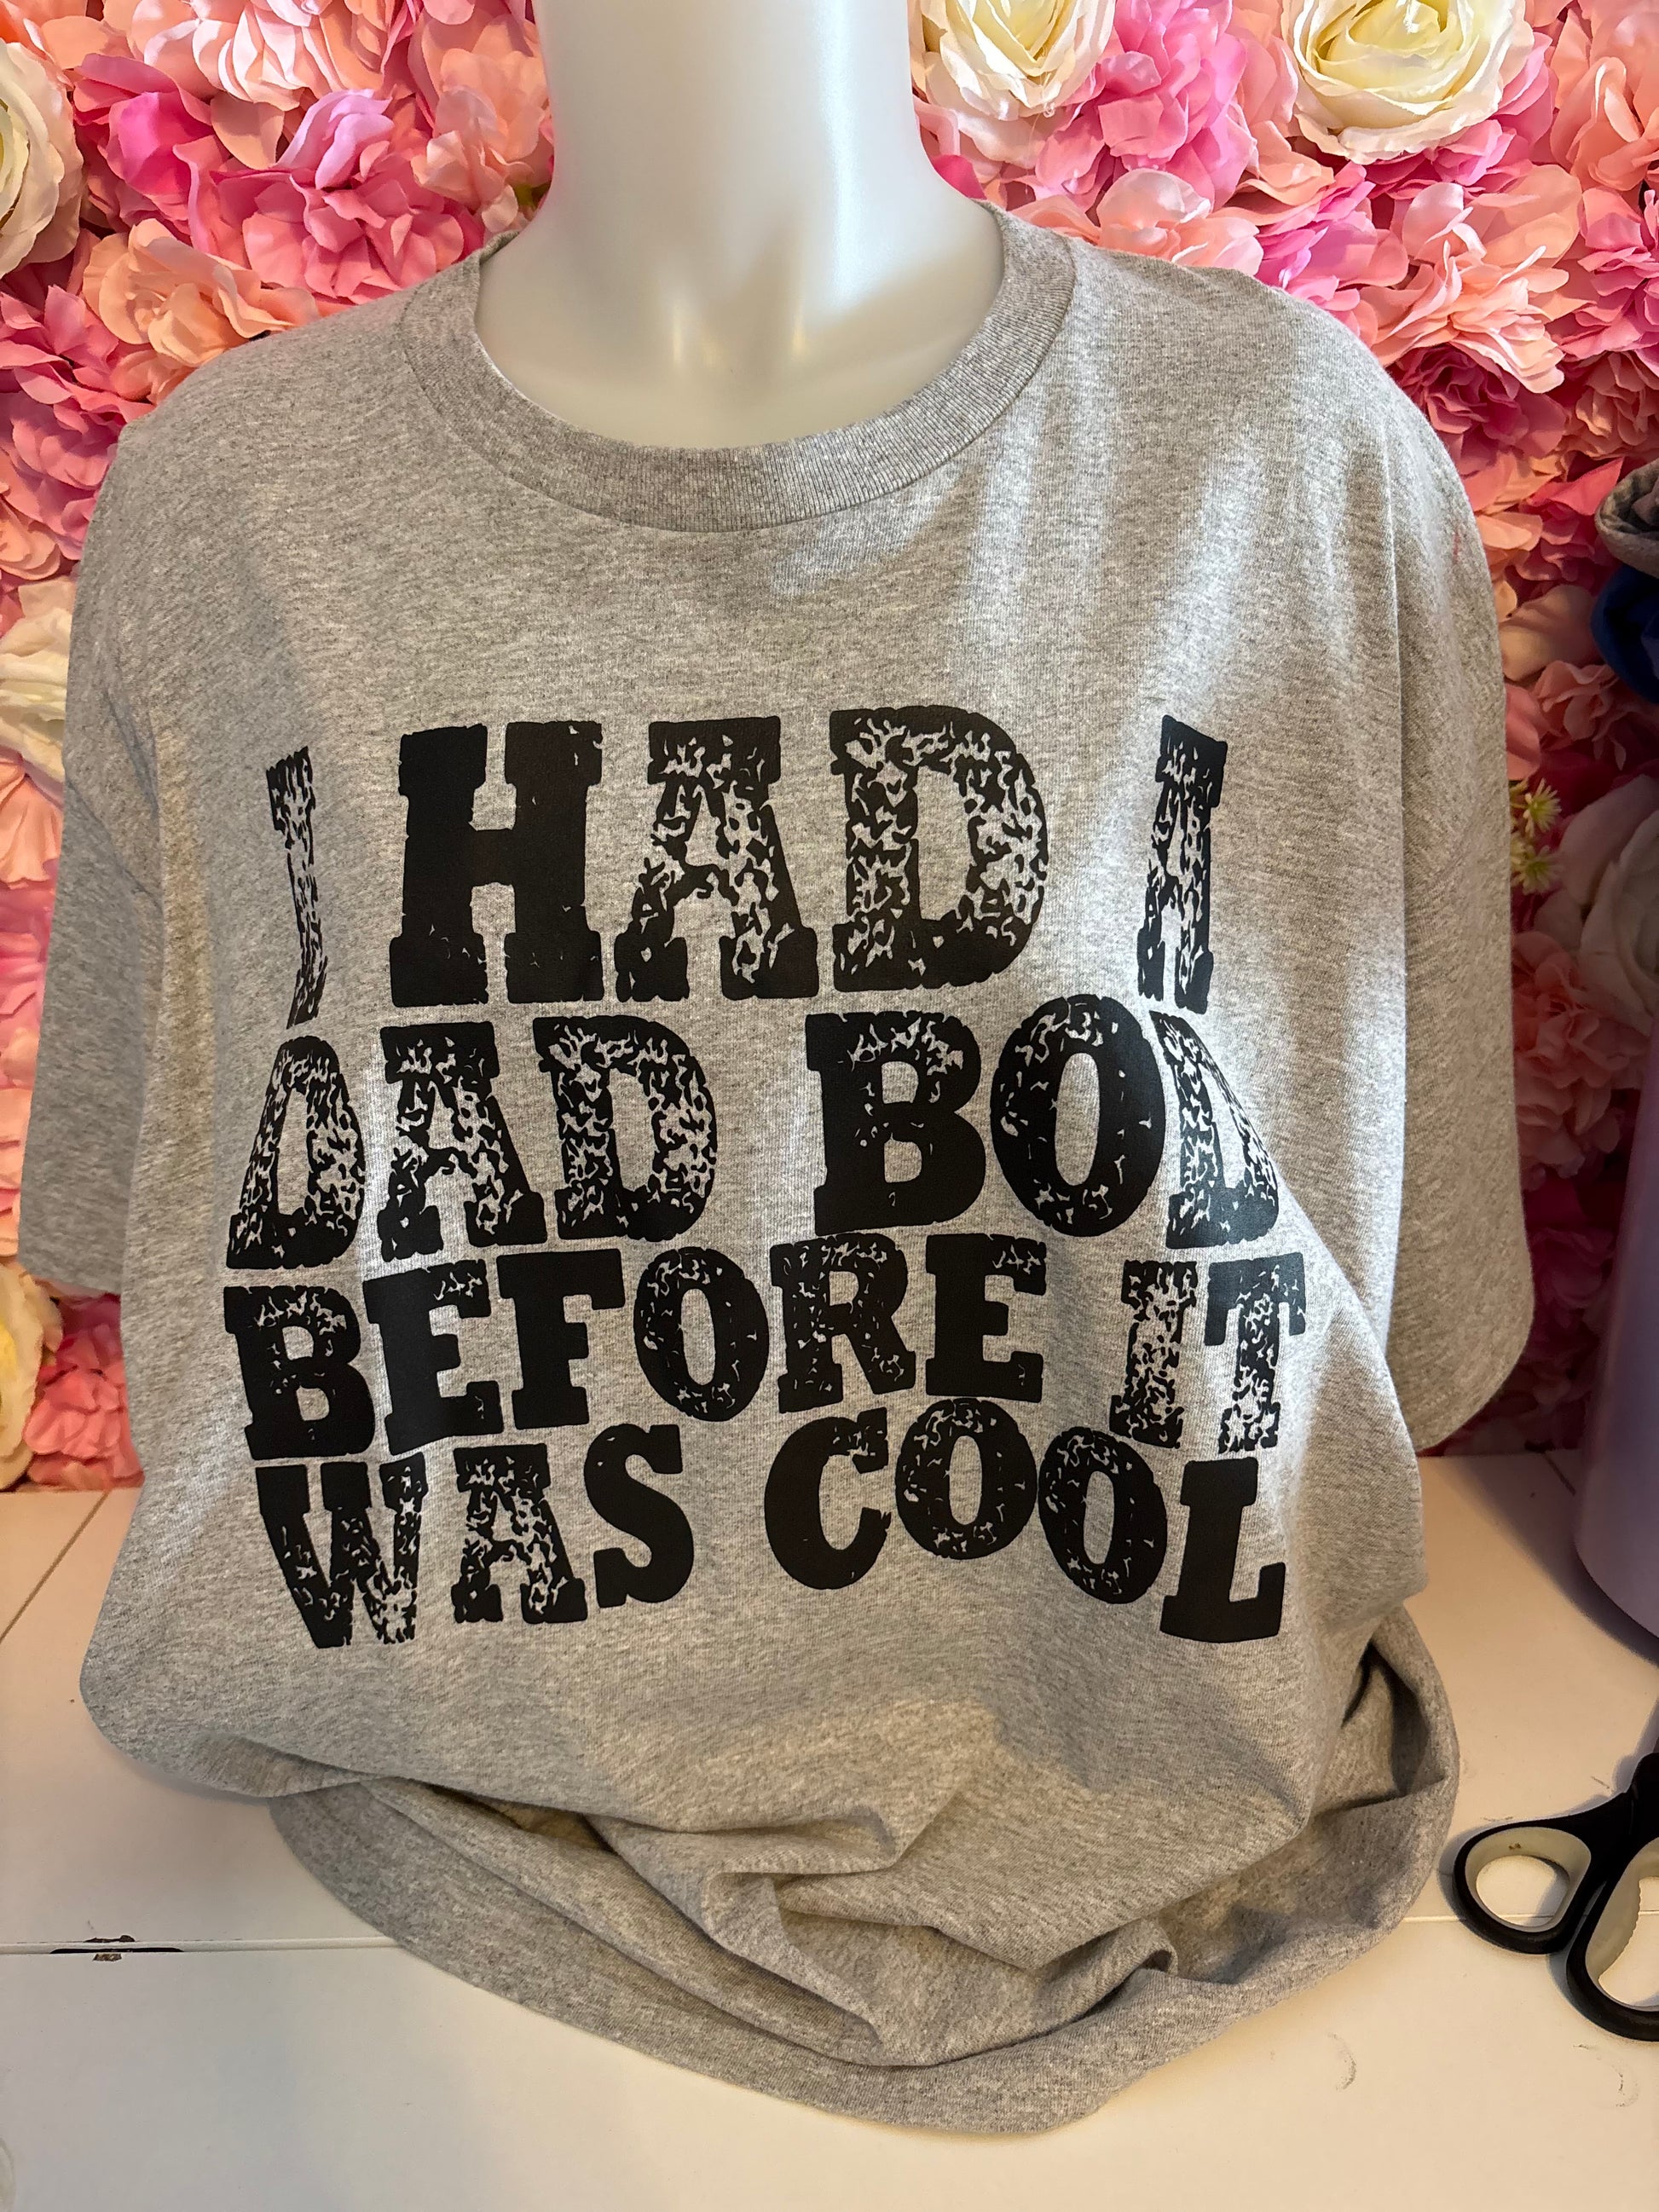 I HAD A
DAD BOD
BEFORE IT
WAS COOL